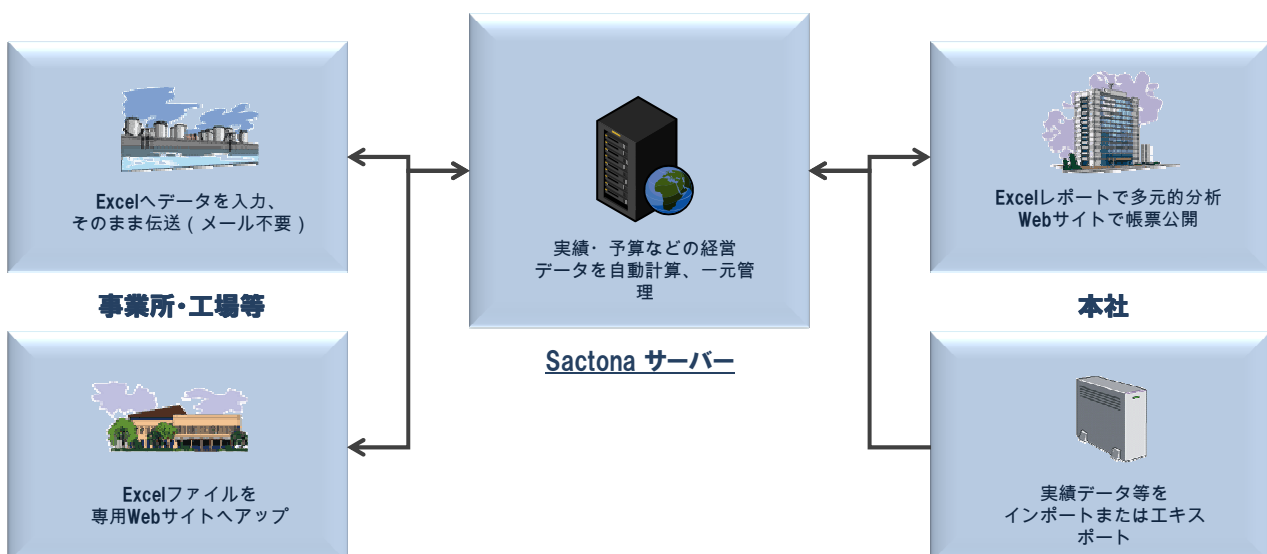 Excelへデータを入力、
そのまま伝送（メール不要）
事業所・工場等
Excelファイルを
専用Webサイトへアップ
実績・予算などの経営
データを自動計算、一元管
理
Sactona サーバー
Excelレポートで多元的分析
Webサイトで帳票公開
本社
実績データ等を
インポートまたはエキス
ポート